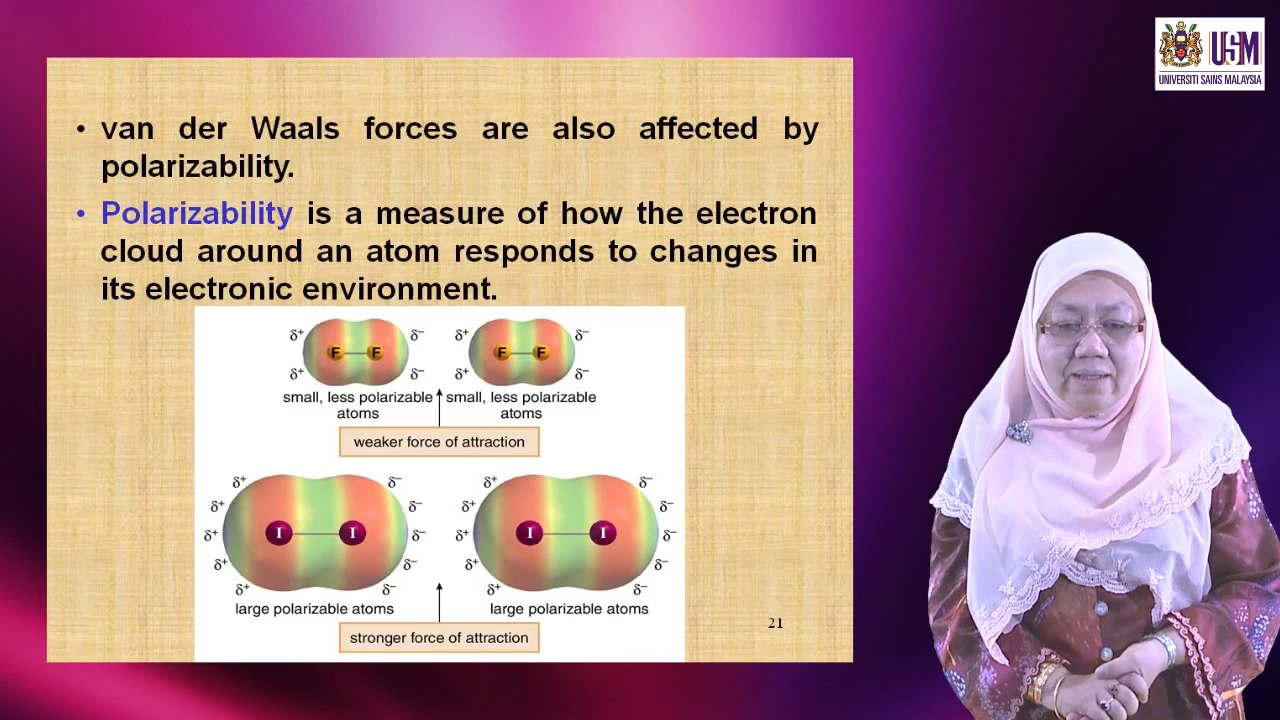 USM
UNIVERSITI SAINS MALAYSIA
• van der Waals forces are also affected by
polarizability.
• Polarizability is a measure of how the electron
cloud around an atom responds to changes in
its electronic environment.
δ+ δ− δ+ δ−
F F F F
δ+ δ− δ+ δ−
small, less polarizable small, less polarizable
atoms atoms
weaker force of attraction
δ+ δ− δ+ δ−
δ+ δ− δ+ δ−
δ+ I I δ− δ+ I I δ−
δ+ δ− δ+ δ−
δ+ δ− δ+ δ−
large polarizable atoms large polarizable atoms
21
stronger force of attraction